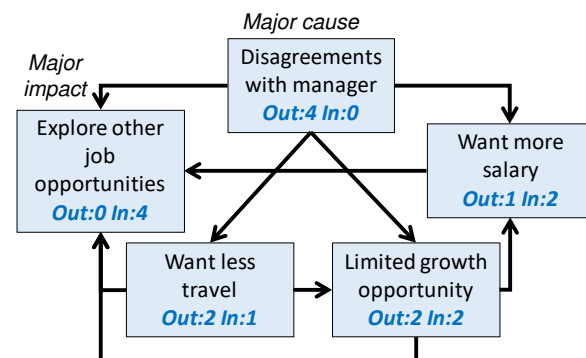 Major cause
Disagreements
with manager
Out:4 In:0
Major
impact
Explore other
job
opportunities
Out:0 In:4
Want more
salary
Out:1 In:2
Want less
travel
Out:2 In:1
Limited growth
opportunity
Out:2 In:2